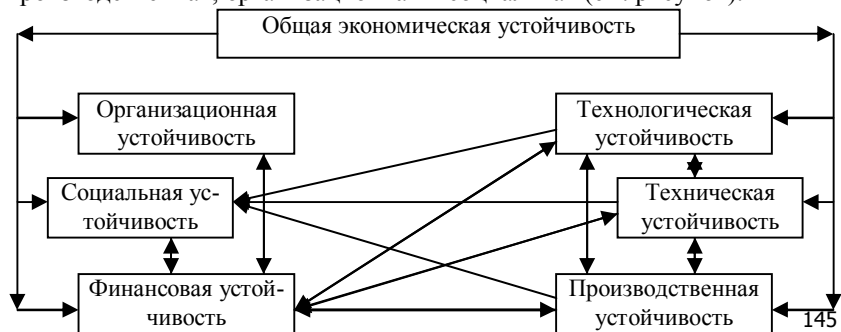 Общая экономическая устойчивость
Организационная
устойчивость
Технологическая
устойчивость
Социальная ус-
тойчивость
Техническая
устойчивость
Финансовая устой-
чивость
Производственная
устойчивость
145